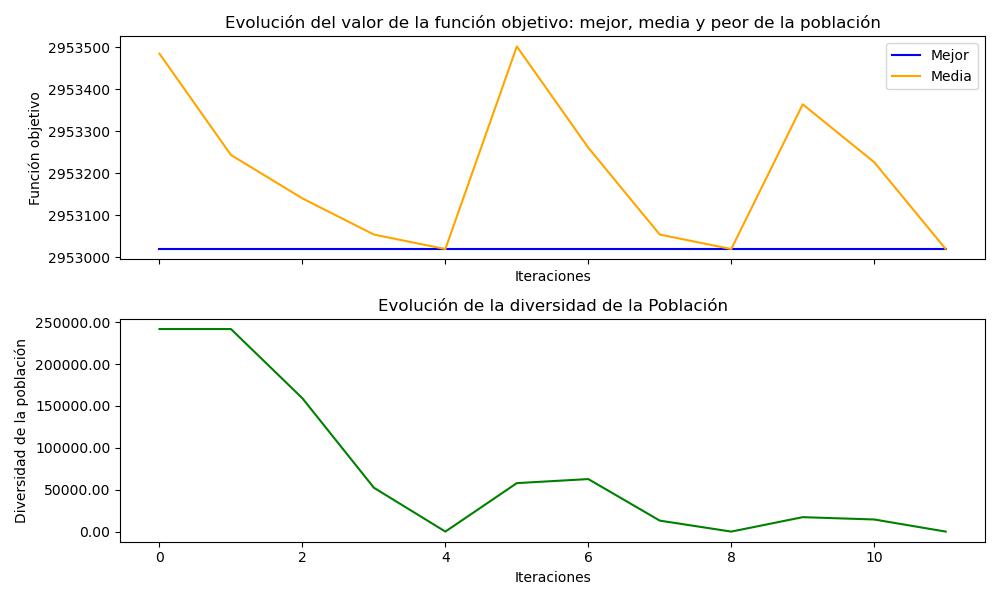 Evolución del valor de la función objetivo: mejor, media y peor de la población
Función objetivo
2953500
2953400
2953300
2953200
2953100
2953000
Mejor
Media
Iteraciones
Evolución de la diversidad de la Población
Diversidad de la población
250000.00
200000.00
150000.00
100000.00
50000.00
0.00
0 2 4 6 8 10
Iteraciones